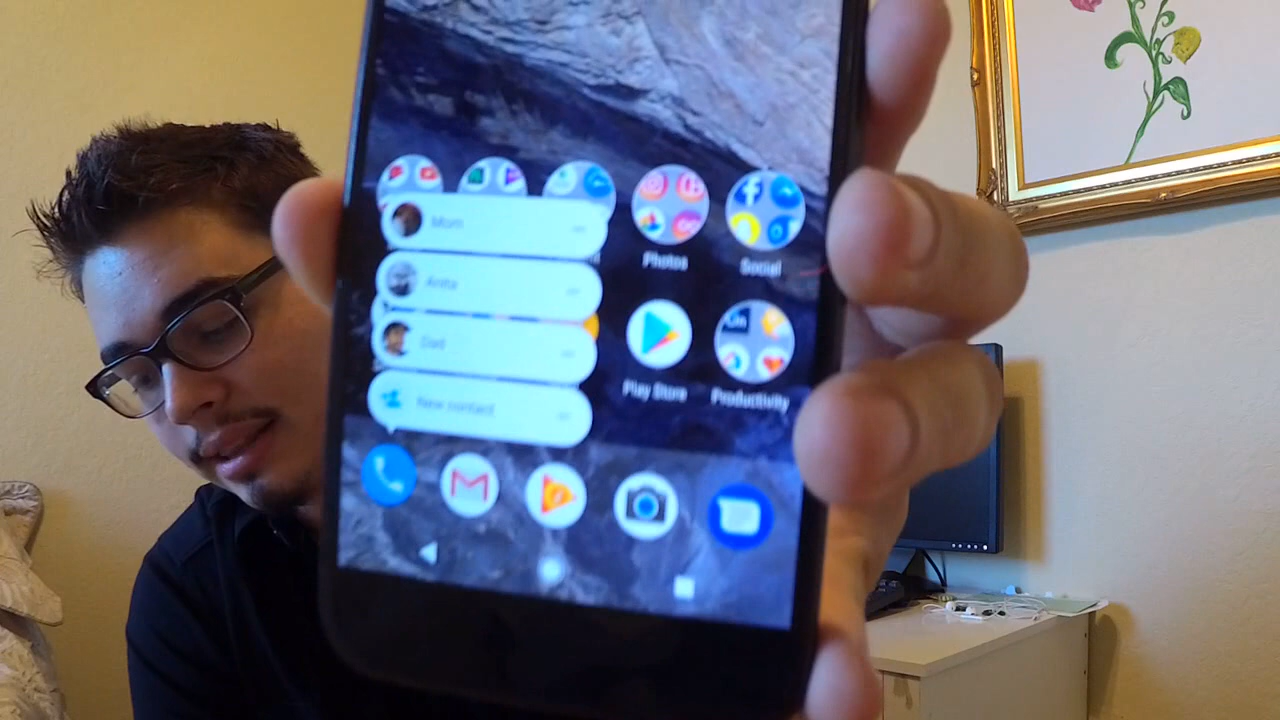 Mom
Anita
Photos
Social
Dad
Play Store
Productivity
New contact